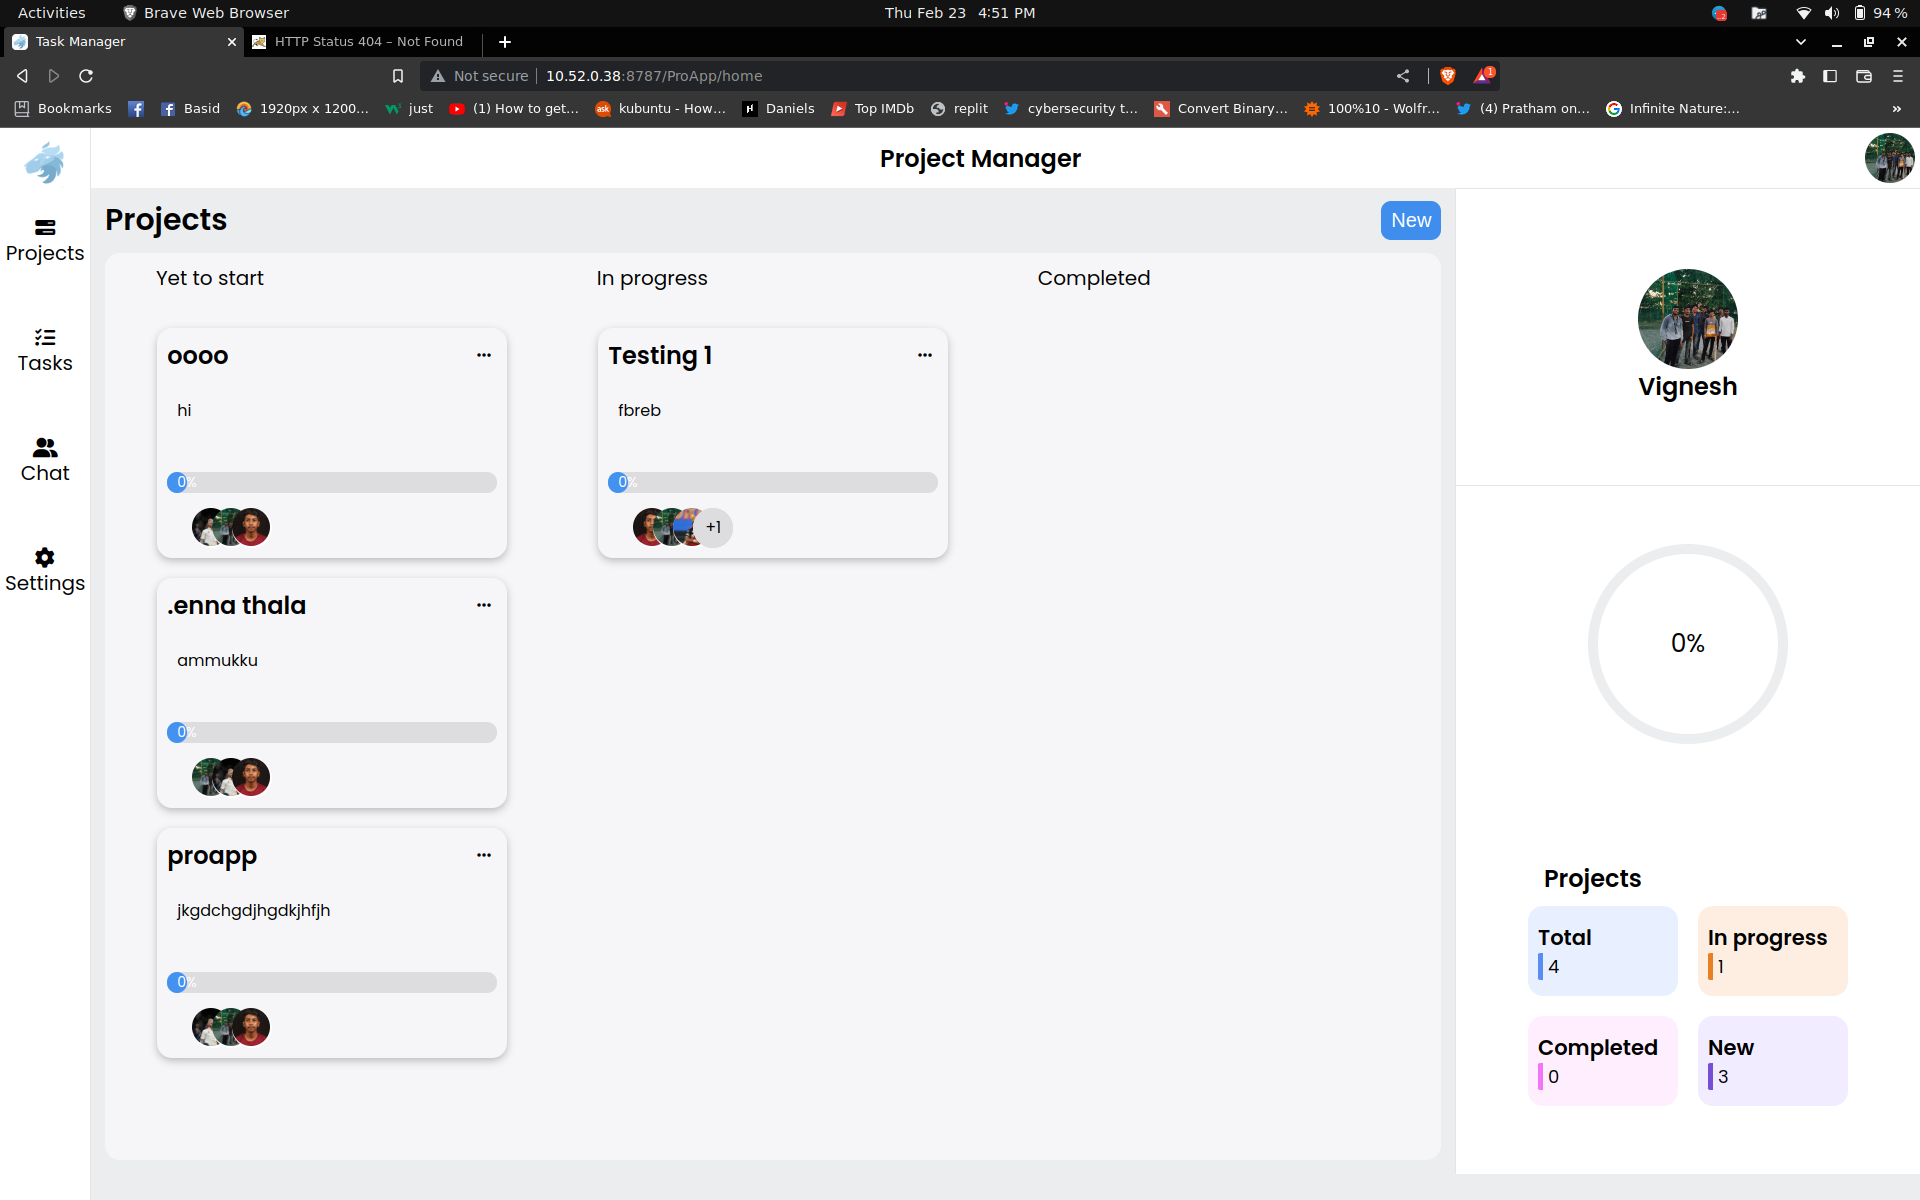 Activities Brave Web Browser Thu Feb 23 4:51 PM 94 %
Task Manager HTTP Status 404 – Not Found
Not secure 10.52.0.38:8787/ProApp/home 1
Bookmarks Basid 1920px x 1200... just (1) How to get... kubuntu - How... Daniels Top IMDb replit cybersecurity t... Convert Binary... 100%10 - Wolfr... (4) Pratham on... Infinite Nature:... »
Project Manager
Projects
Tasks
Chat
Settings
Projects
New
Yet to start
In progress
Completed
oooo
hi
0%
.enna thala
ammukku
0%
proapp
jkgdchgdjhgdkjhfjh
0%
Testing 1
fbreb
0%
+1
Vignesh
0%
Projects
Total
4
In progress
1
Completed
0
New
3